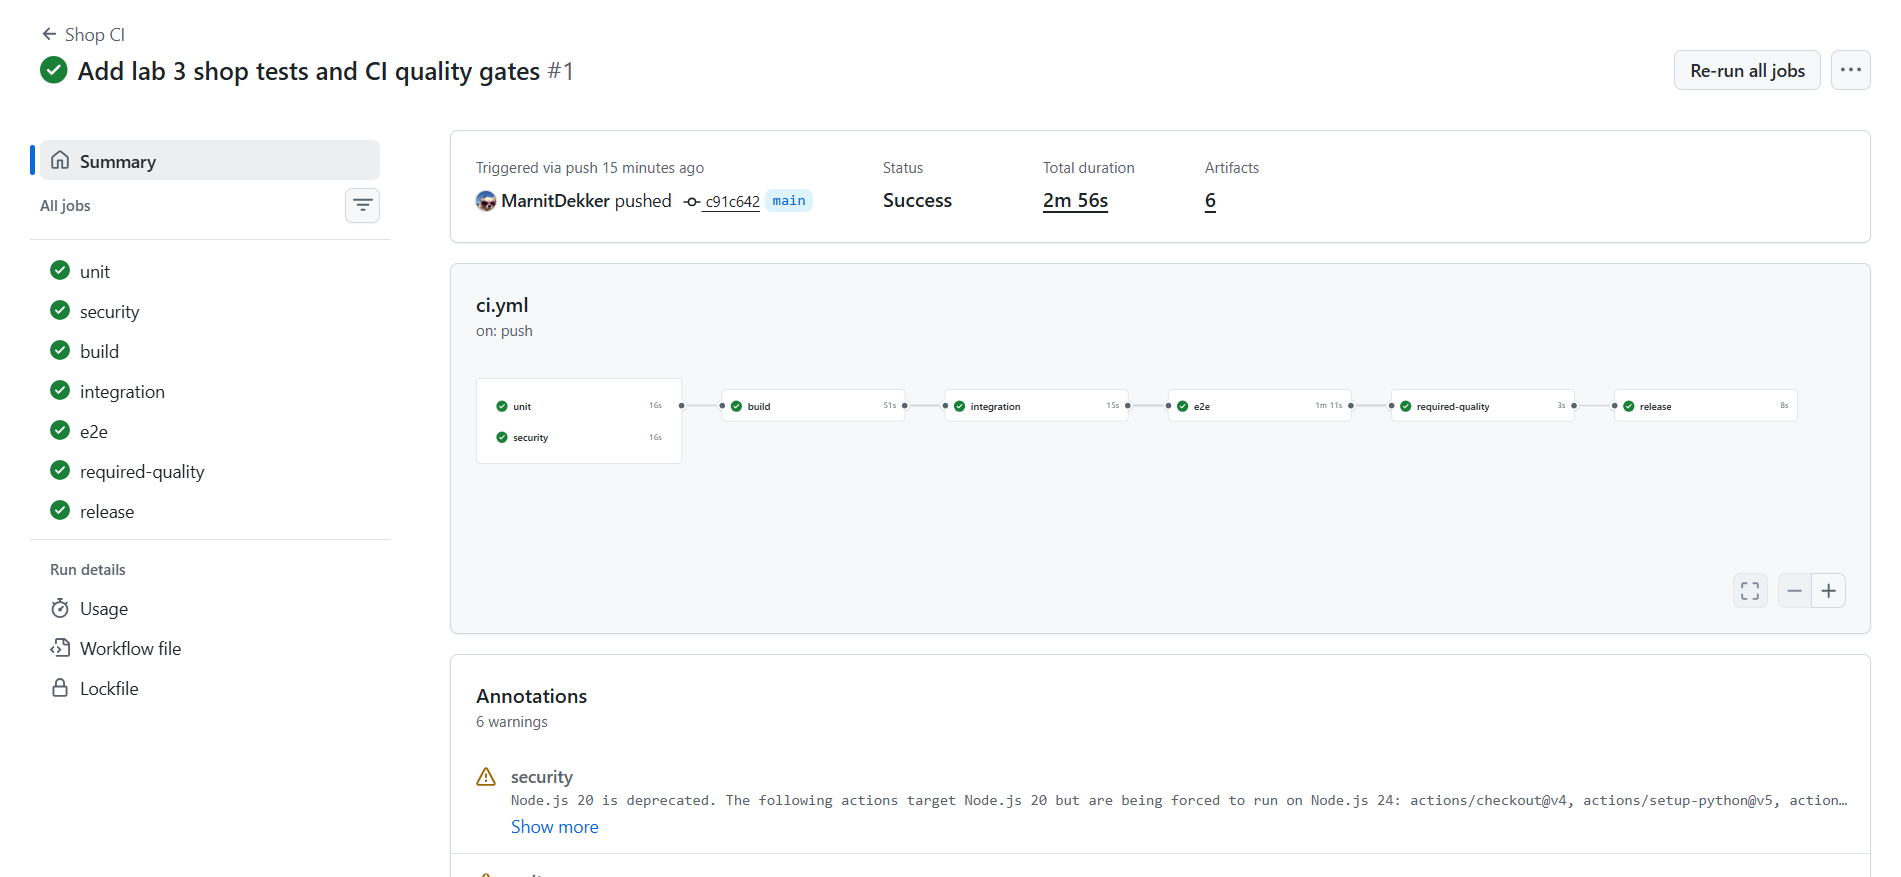 Shop CI
Add lab 3 shop tests and CI quality gates #1
Re-run all jobs
Summary
All jobs
unit
security
build
integration
e2e
required-quality
release
Run details
Usage
Workflow file
Lockfile
Triggered via push 15 minutes ago
MarnitDekker pushed c91c642 main
Status
Success
Total duration
2m 56s
Artifacts
6
ci.yml
on: push
unit 16s
security 16s
build 51s
integration 15s
e2e 1m 11s
required-quality 3s
release 8s
Annotations
6 warnings
security
Node.js 20 is deprecated. The following actions target Node.js 20 but are being forced to run on Node.js 24: actions/checkout@v4, actions/setup-python@v5, action…
Show more